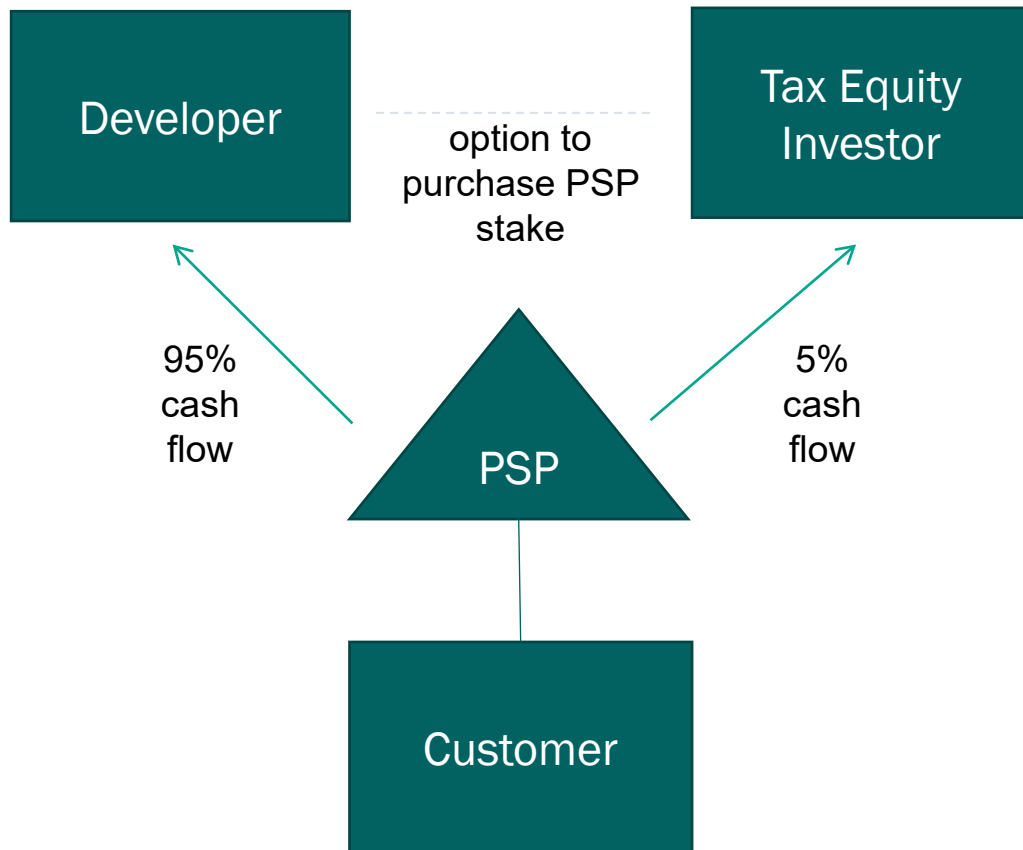 Developer
Tax Equity
Investor
option to
purchase PSP
stake
95%
cash
flow
5%
cash
flow
PSP
Customer